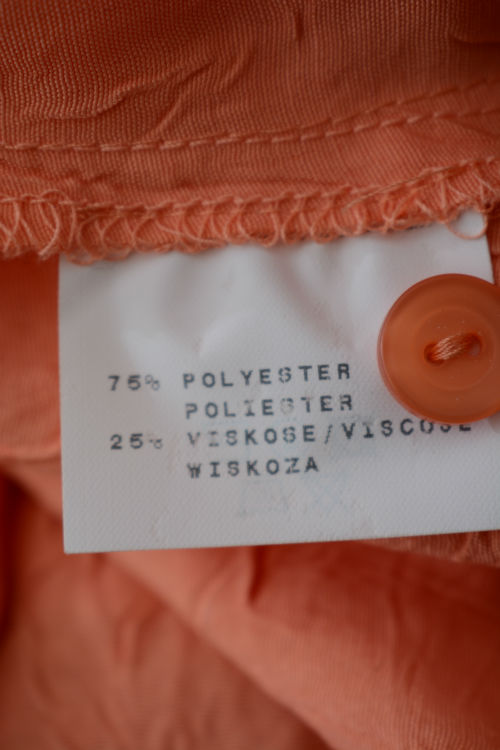 75% POLYESTER
POLIESTER
25% VISKOSE/VISCOSE
WISKOZA